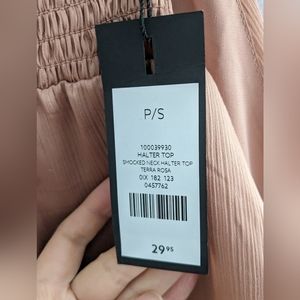 P/S
100039930
HALTER TOP
SMOCKED NECK HALTER TOP
TERRA ROSA
0IX 182 123
0457762
29.95